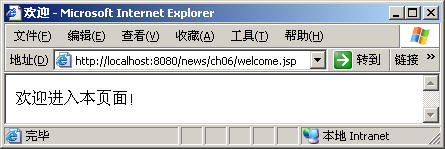 欢迎 - Microsoft Internet Explorer
文件(F) 编辑(E) 查看(V) 收藏(A) 工具(T) 帮助(H)
地址(D) http://localhost:8080/news/ch06/welcome.jsp 转到 链接 »
欢迎进入本页面!
完毕 本地 Intranet